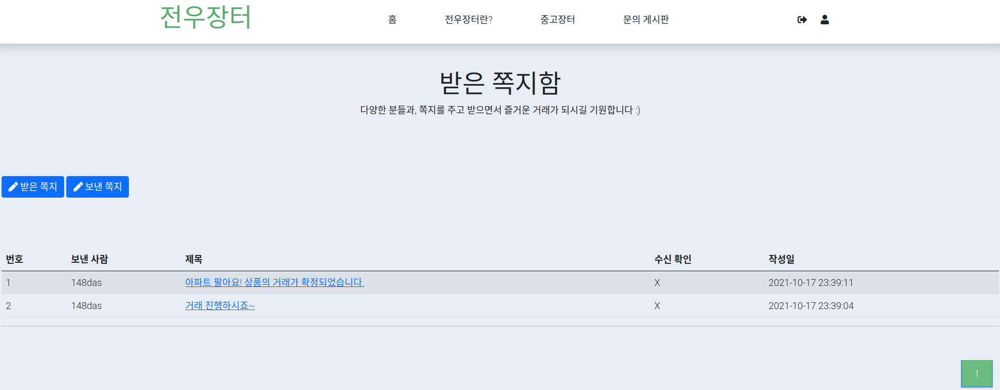 전우장터 홈 전우장터란? 중고장터 문의 게시판
받은 쪽지함
다양한 분들과, 쪽지를 주고 받으면서 즐거운 거래가 되시길 기원합니다 :)
받은 쪽지 보낸 쪽지
번호 보낸 사람 제목 수신 확인 작성일
1 148das 아파트 팔아요! 상품의 거래가 확정되었습니다. X 2021-10-17 23:39:11
2 148das 거래 진행하시죠~ X 2021-10-17 23:39:04
1